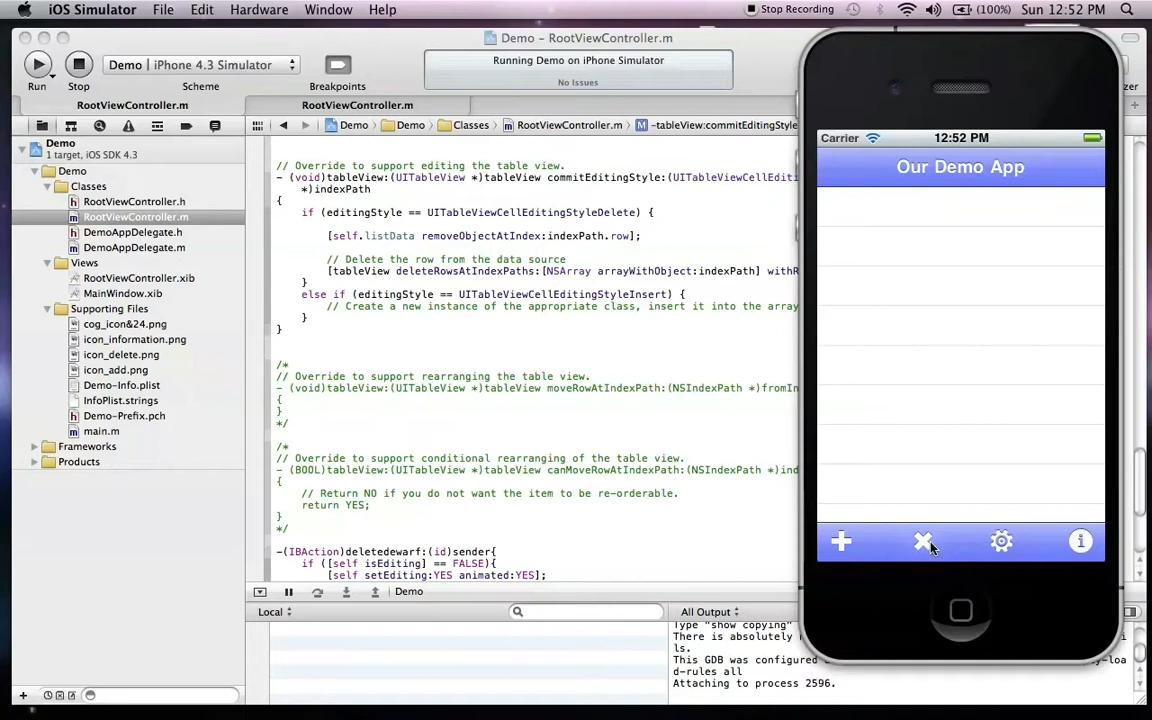 iOS Simulator File Edit Hardware Window Help Stop Recording (100%) Sun 12:52 PM
Demo – RootViewController.m
Demo | iPhone 4.3 Simulator
Running Demo on iPhone Simulator
No Issues
Run Stop Scheme Breakpoints
RootViewController.m RootViewController.m
Demo Demo Classes RootViewController.m M -tableView:commitEditingStyle
Demo
1 target, iOS SDK 4.3
Demo
Classes
RootViewController.h
RootViewController.m
DemoAppDelegate.h
DemoAppDelegate.m
Views
RootViewController.xib
MainWindow.xib
Supporting Files
cog_icon&24.png
icon_information.png
icon_delete.png
icon_add.png
Demo-Info.plist
InfoPlist.strings
Demo-Prefix.pch
main.m
Frameworks
Products
// Override to support editing the table view.
- (void)tableView:(UITableView *)tableView commitEditingStyle:(UITableViewCellEditi
*)indexPath
{
if (editingStyle == UITableViewCellEditingStyleDelete) {
[self.listData removeObjectAtIndex:indexPath.row];
// Delete the row from the data source
[tableView deleteRowsAtIndexPaths:[NSArray arrayWithObject:indexPath] withR
}
else if (editingStyle == UITableViewCellEditingStyleInsert) {
// Create a new instance of the appropriate class, insert it into the array
}
}
/*
// Override to support rearranging the table view.
- (void)tableView:(UITableView *)tableView moveRowAtIndexPath:(NSIndexPath *)fromIn
{
}
*/
/*
// Override to support conditional rearranging of the table view.
- (BOOL)tableView:(UITableView *)tableView canMoveRowAtIndexPath:(NSIndexPath *)ind
{
// Return NO if you do not want the item to be re-orderable.
return YES;
}
*/
-(IBAction)deletedewarf:(id)sender{
if ([self isEditing] == FALSE){
[self setEditing:YES animated:YES];
Demo
Local All Output
Type "show copying"
There is absolutely
ls.
This GDB was configured
d-rules all
Attaching to process 2596.
Carrier 12:52 PM
Our Demo App